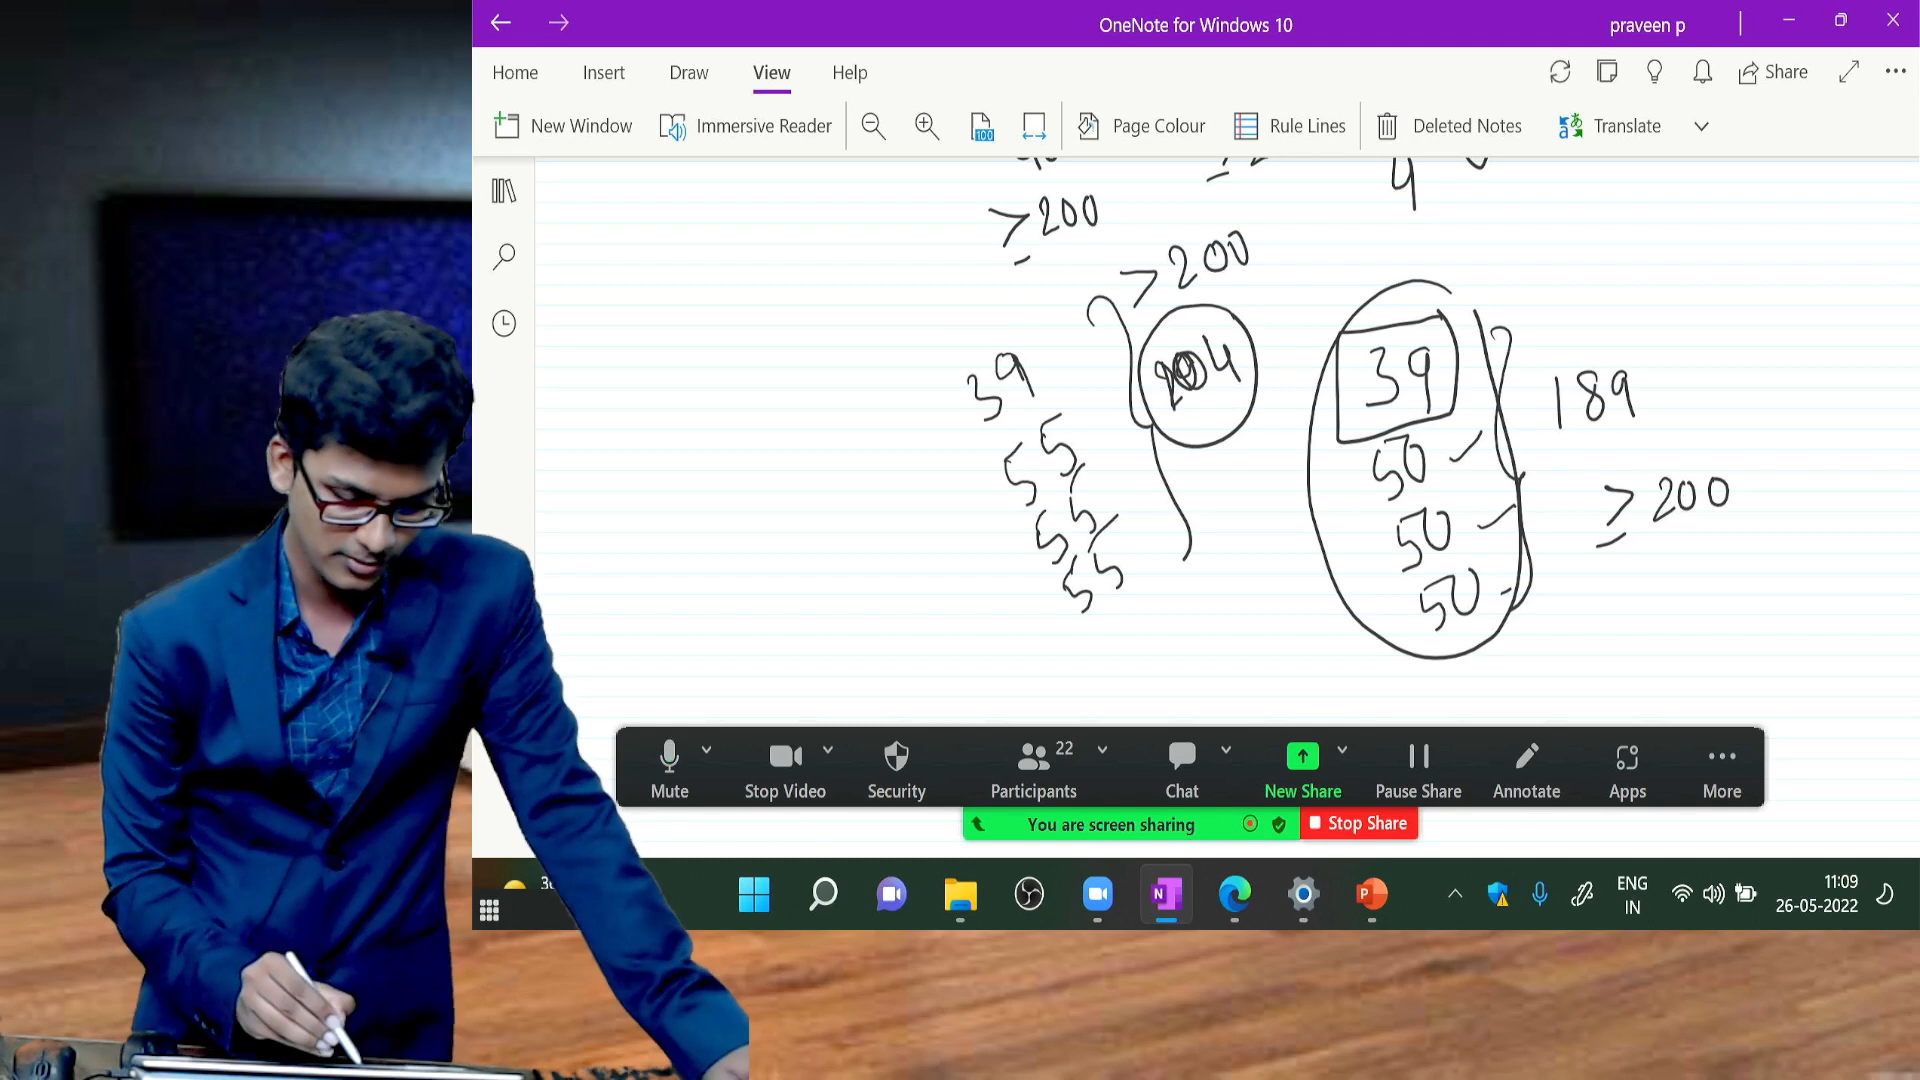 OneNote for Windows 10
praveen p
Home Insert Draw View Help
Share
New Window Immersive Reader 100 Page Colour Rule Lines Deleted Notes Translate
4
≥ 200
> 200
39
204
55
55
55
39
50
50
50
189
≥ 200
Mute Stop Video Security Participants 22 Chat New Share Pause Share Annotate Apps More
You are screen sharing Stop Share
ENG
IN
11:09
26-05-2022